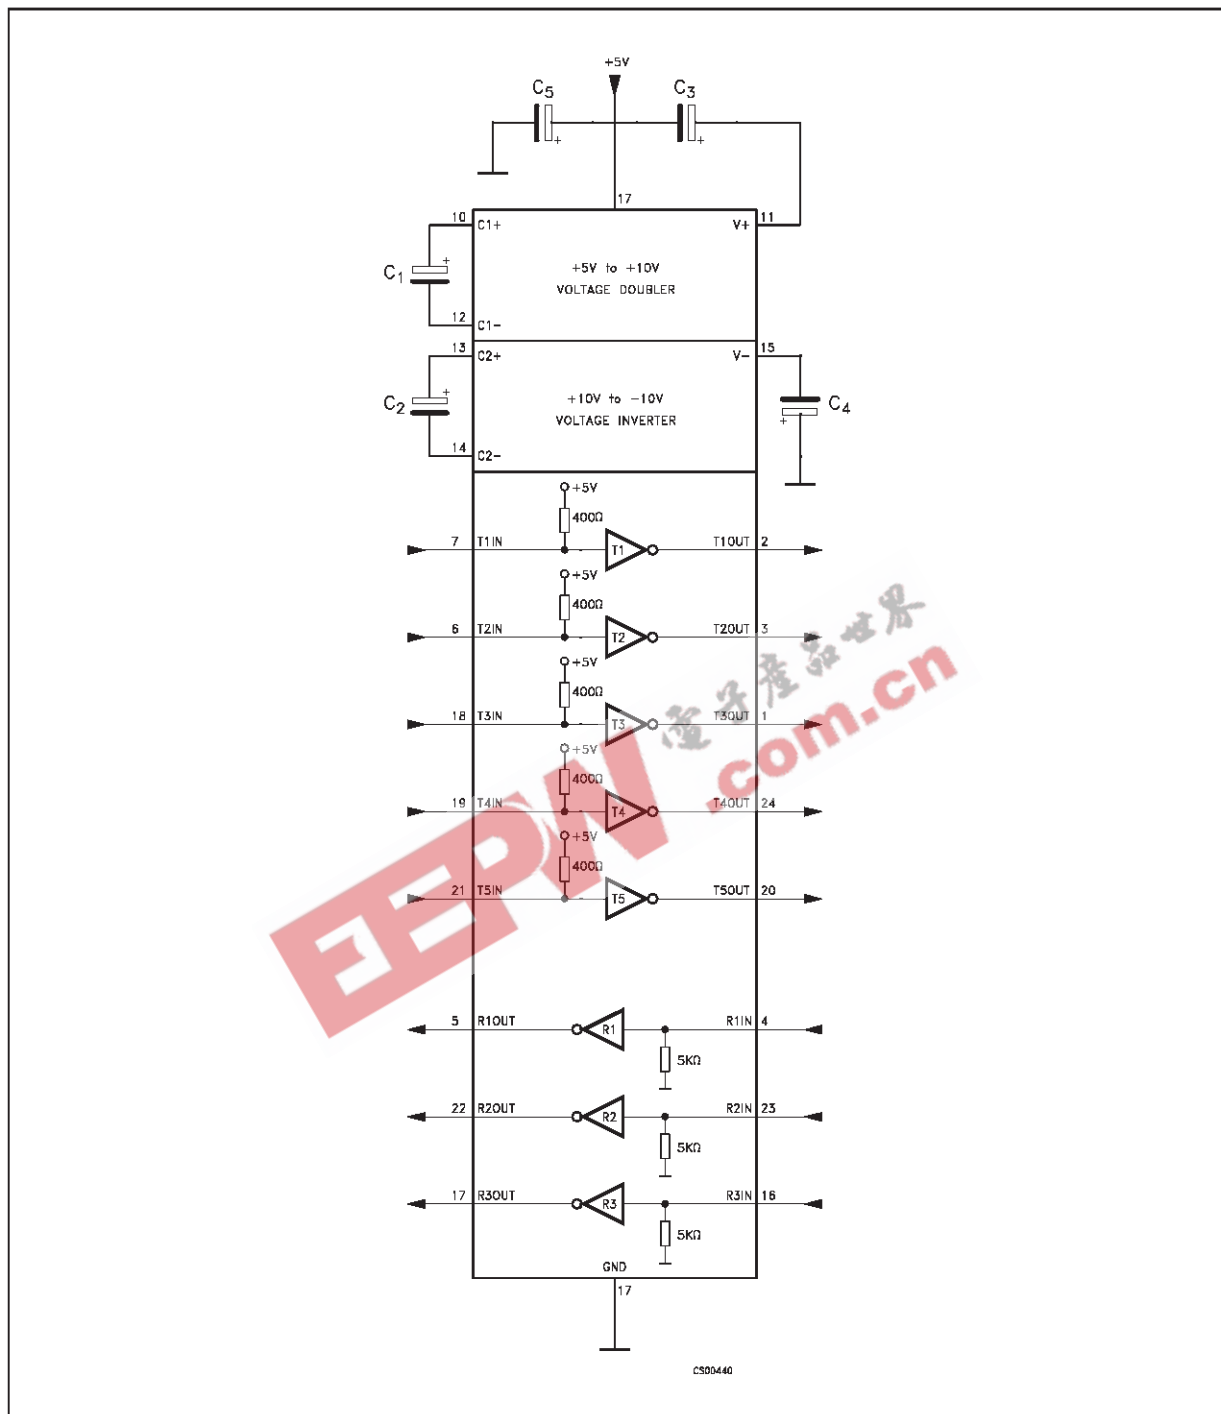 +5V
C5
C3
+
+
17
10
C1+
V+
11
C1
+
+5V to +10V
VOLTAGE DOUBLER
12
C1-
13
C2+
V-
15
C2
+
+10V to -10V
VOLTAGE INVERTER
C4
+
14
C2-
+5V
400Ω
7
T1IN
T1
T1OUT
2
+5V
400Ω
6
T2IN
T2
T2OUT
3
+5V
400Ω
18
T3IN
T3
T3OUT
1
+5V
400Ω
19
T4IN
T4
T4OUT
24
+5V
400Ω
21
T5IN
T5
T5OUT
20
電子產品世界
EEPW.com.cn
5
R1OUT
R1
R1IN
4
5KΩ
22
R2OUT
R2
R2IN
23
5KΩ
17
R3OUT
R3
R3IN
16
5KΩ
GND
17
CS00440